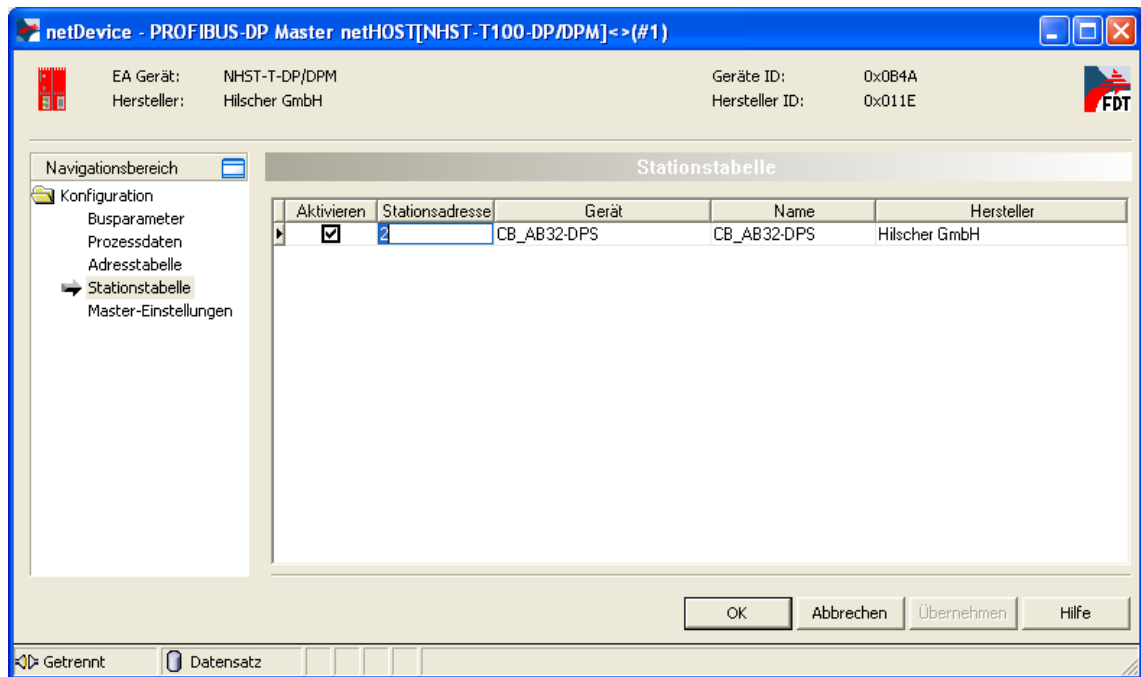 netDevice - PROFIBUS-DP Master netHOST[NHST-T100-DP/DPM]<>(#1)
EA Gerät: NHST-T-DP/DPM Geräte ID: 0x0B4A
Hersteller: Hilscher GmbH Hersteller ID: 0x011E
FDT
Navigationsbereich
Konfiguration
Busparameter
Prozessdaten
Adresstabelle
Stationstabelle
Master-Einstellungen
Stationstabelle
Aktivieren Stationsadresse Gerät Name Hersteller
2 CB_AB32-DPS CB_AB32-DPS Hilscher GmbH
OK Abbrechen Übernehmen Hilfe
Getrennt Datensatz